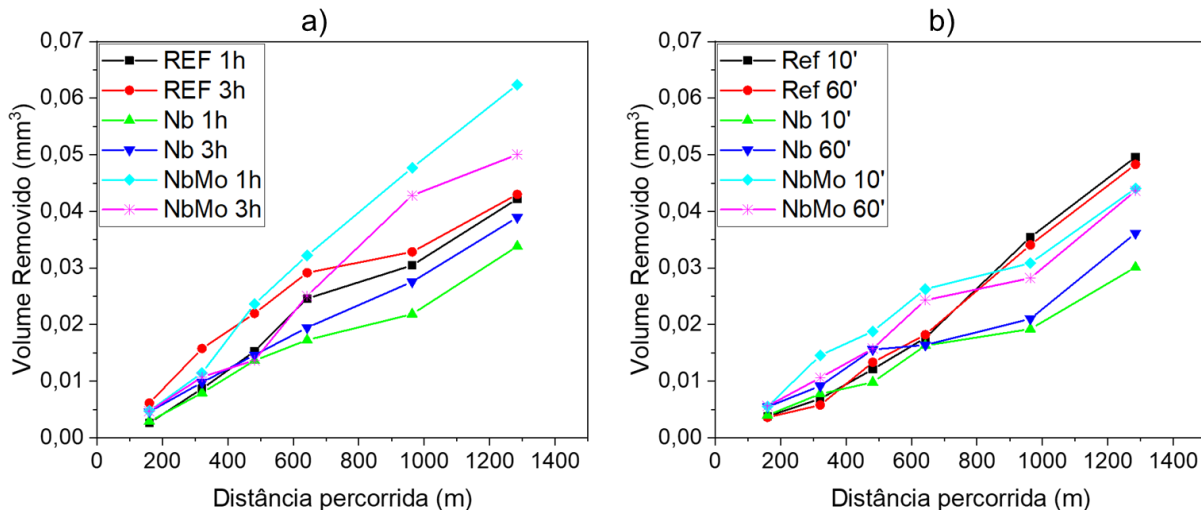 a)
0,07
0,06
0,05
0,04
0,03
0,02
0,01
0,00
Volume Removido (mm³)
REF 1h
REF 3h
Nb 1h
Nb 3h
NbMo 1h
NbMo 3h
0 200 400 600 800 1000 1200 1400
Distância percorrida (m)
b)
0,07
0,06
0,05
0,04
0,03
0,02
0,01
0,00
Volume Removido (mm³)
Ref 10'
Ref 60'
Nb 10'
Nb 60'
NbMo 10'
NbMo 60'
0 200 400 600 800 1000 1200 1400
Distância percorrida (m)